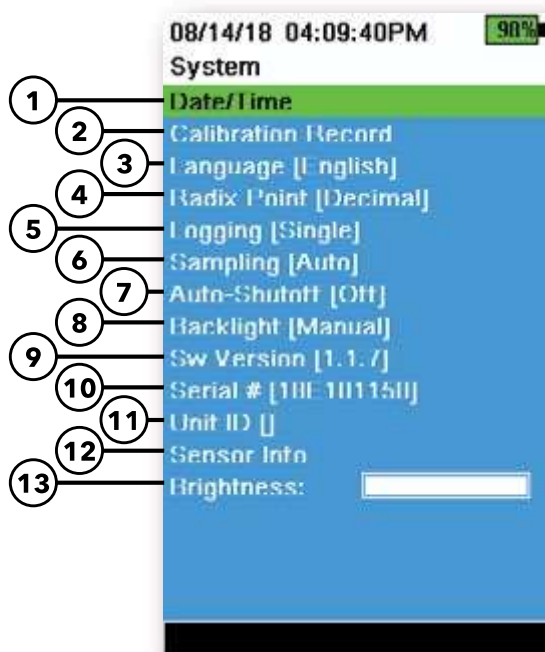 08/14/18 04:09:40PM 90%
System
1 Date/Time
2 Calibration Record
3 Language [English]
4 Radix Point [Decimal]
5 Logging [Single]
6 Sampling [Auto]
7 Auto-Shutoff [Off]
8 Backlight [Manual]
9 Sw Version [1.1.7]
10 Serial #
11 Unit ID []
12 Sensor Info
13 Brightness: